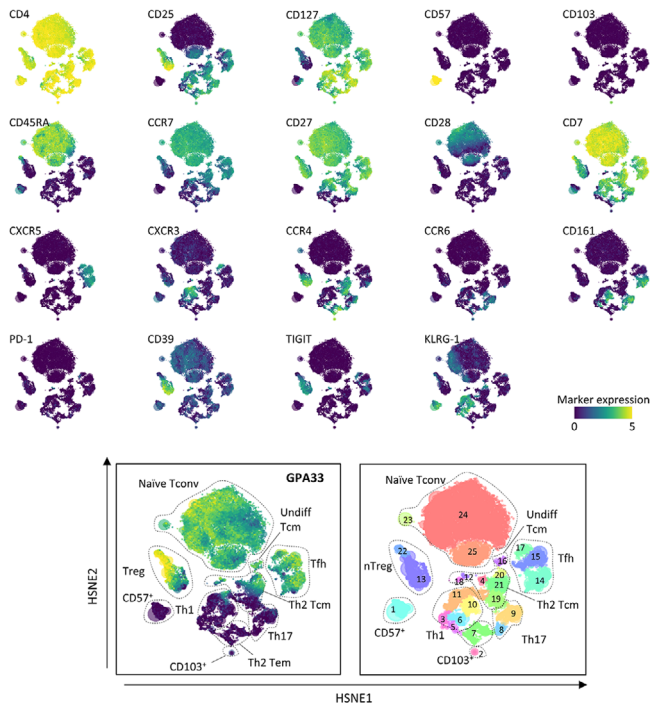 CD4 CD25 CD127 CD57 CD103
CD45RA CCR7 CD27 CD28 CD7
CXCR5 CXCR3 CCR4 CCR6 CD161
PD-1 CD39 TIGIT KLRG-1
Marker expression
0 5
GPA33
Naïve Tconv
Undiff
Tcm
Tfh
Treg
CD57⁺
Th1
Th2 Tcm
Th17
Th2 Tem
CD103⁺
Naïve Tconv
24
23
25
Undiff
Tcm
22
nTreg
13
16
17
15
Tfh
14
12
18
4
20
21
19
Th2 Tcm
11
10
1
3
6
5
9
8
7
2
CD57⁺
Th1
Th17
CD103⁺
HSNE2
HSNE1